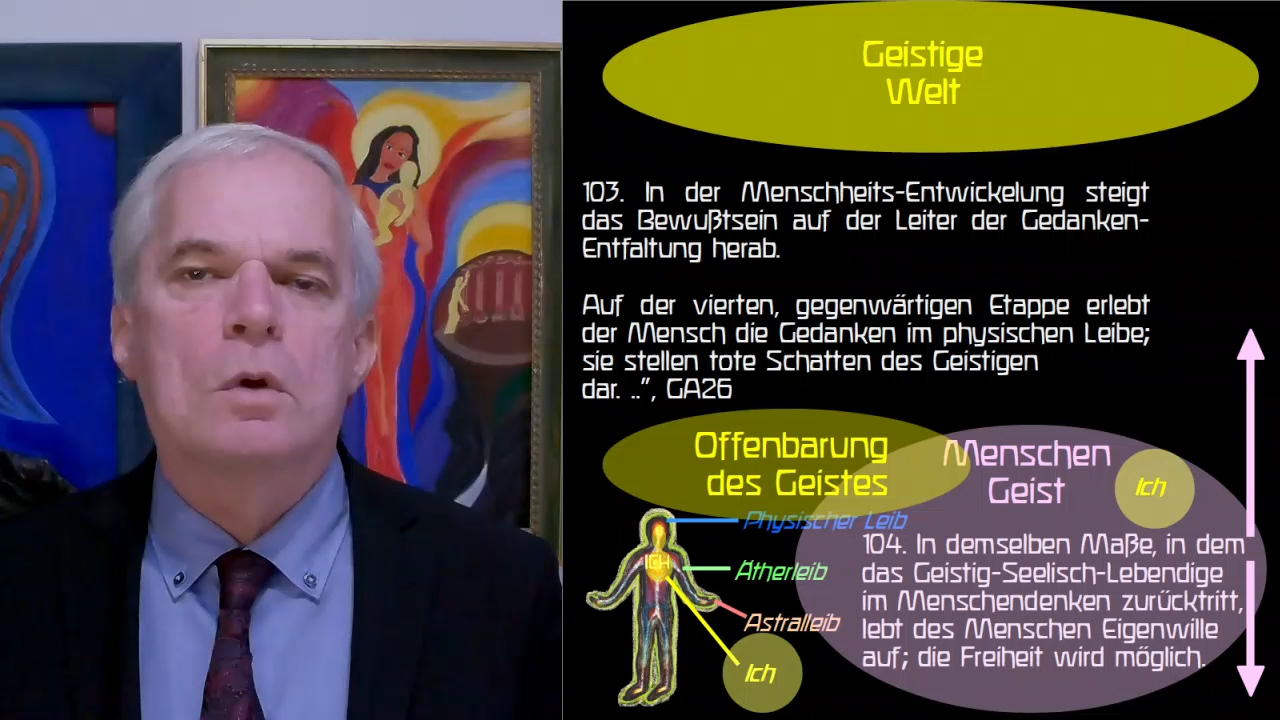 Geistige
Welt
103. In der Menschheits-Entwickelung steigt
das Bewußtsein auf der Leiter der Gedanken-
Entfaltung herab.
Auf der vierten, gegenwärtigen Etappe erlebt
der Mensch die Gedanken im physischen Leibe;
sie stellen tote Schatten des Geistigen
dar. ..”, GA26
Offenbarung
des Geistes
Menschen
Geist
Ich
Physischer Leib
ICH
Ätherleib
Astralleib
Ich
104. In demselben Maße, in dem
das Geistig-Seelisch-Lebendige
im Menschendenken zurücktritt,
lebt des Menschen Eigenwille
auf; die Freiheit wird möglich.